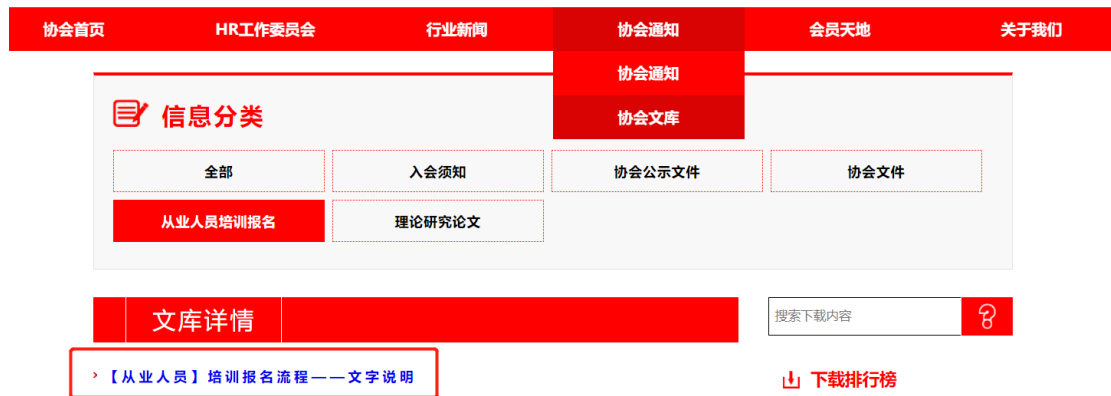 协会首页 HR工作委员会 行业新闻 协会通知 会员天地 关于我们
协会通知
协会文库
信息分类
全部 入会须知 协会公示文件 协会文件
从业人员培训报名 理论研究论文
文库详情 搜索下载内容
›【从业人员】培训报名流程——文字说明
下载排行榜